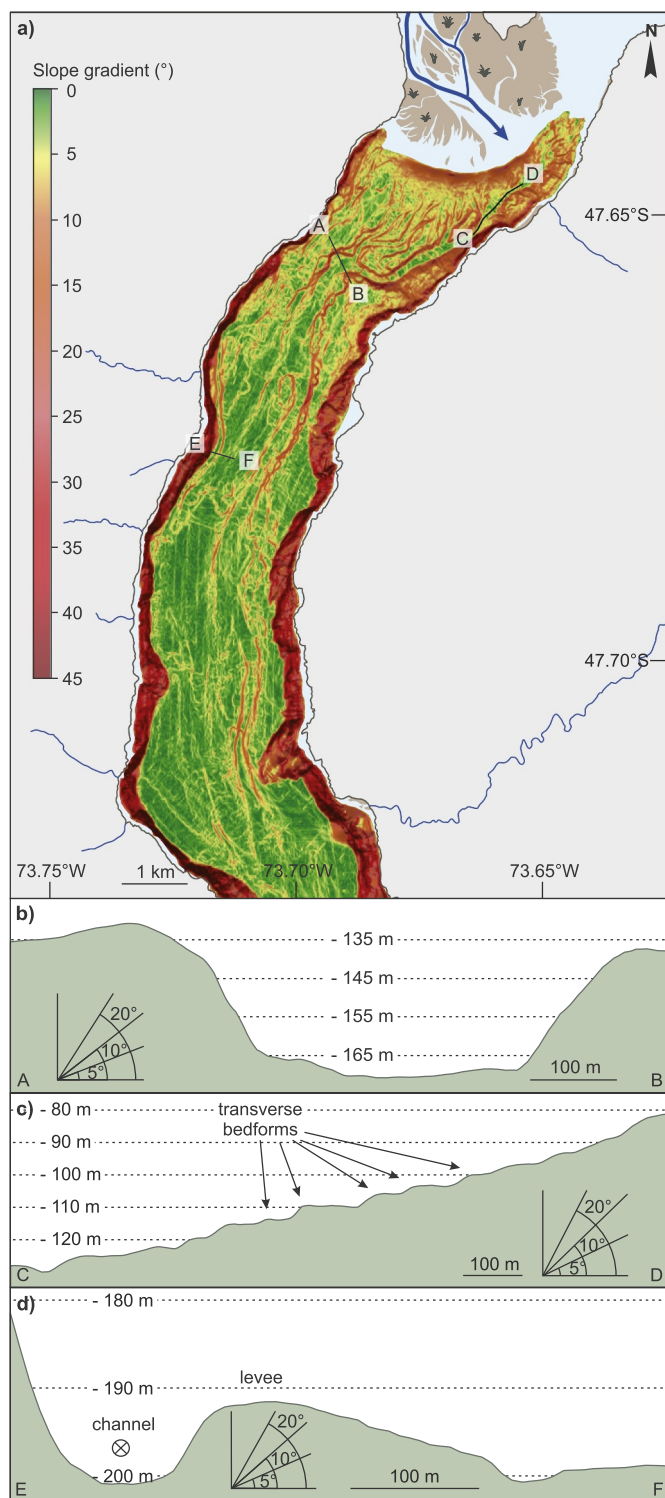 a)
N
Slope gradient (°)
0
5
10
15
20
25
30
35
40
45
D
47.65°S
A
C
B
E
F
47.70°S
73.75°W
1 km
73.70°W
73.65°W
b)
- 135 m -
- 145 m -
- 155 m -
- 165 m -
20°
10°
5°
100 m
A
B
c)
- 80 m
- 90 m
- 100 m
- 110 m
- 120 m
transverse
bedforms
20°
10°
5°
100 m
C
D
d)
- 180 m
- 190 m
- 200 m
levee
channel
20°
10°
5°
100 m
E
F